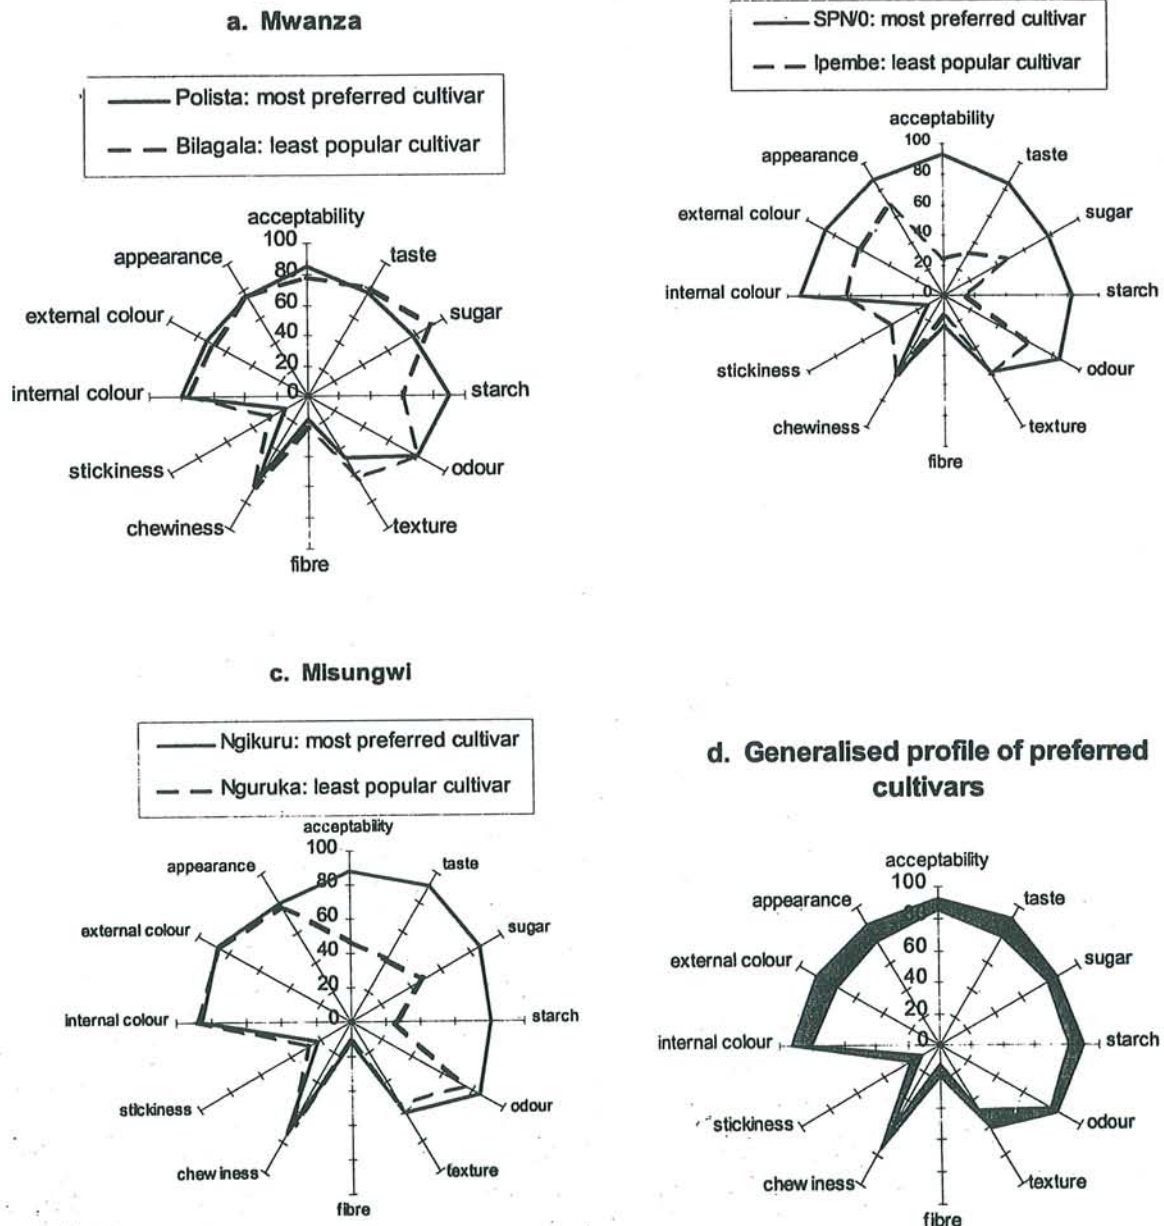 a. Mwanza
Polista: most preferred cultivar
Bilagala: least popular cultivar
acceptability
100
80
60
40
20
0
taste
sugar
starch
odour
texture
fibre
chewiness
stickiness
internal colour
external colour
appearance
SPN/0: most preferred cultivar
Ipembe: least popular cultivar
acceptability
100
80
60
40
20
0
taste
sugar
starch
odour
texture
fibre
chewiness
stickiness
internal colour
external colour
appearance
c. Misungwi
Ngikuru: most preferred cultivar
Nguruka: least popular cultivar
acceptability
100
80
60
40
20
0
taste
sugar
starch
odour
texture
fibre
chewiness
stickiness
internal colour
external colour
appearance
d. Generalised profile of preferred
cultivars
acceptability
100
80
60
40
20
0
taste
sugar
starch
odour
texture
fibre
chewiness
stickiness
internal colour
external colour
appearance